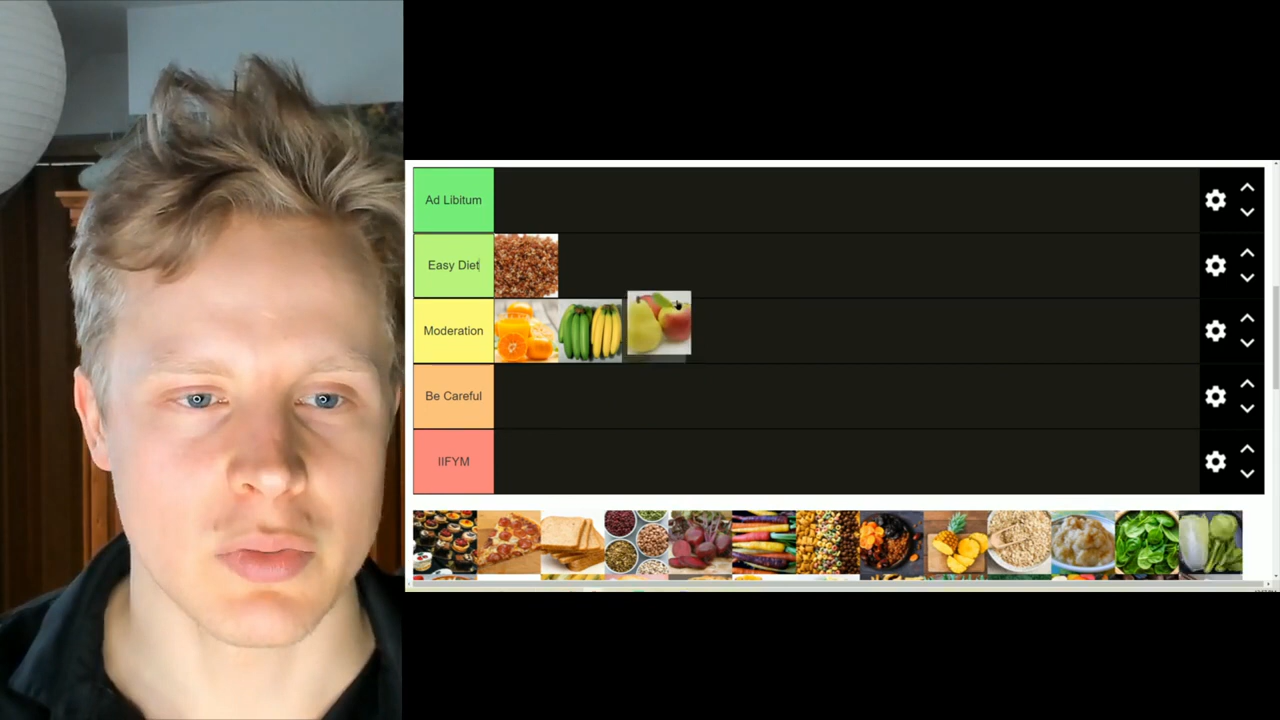 Ad Libitum
Easy Diet
Moderation
Be Careful
IIFYM